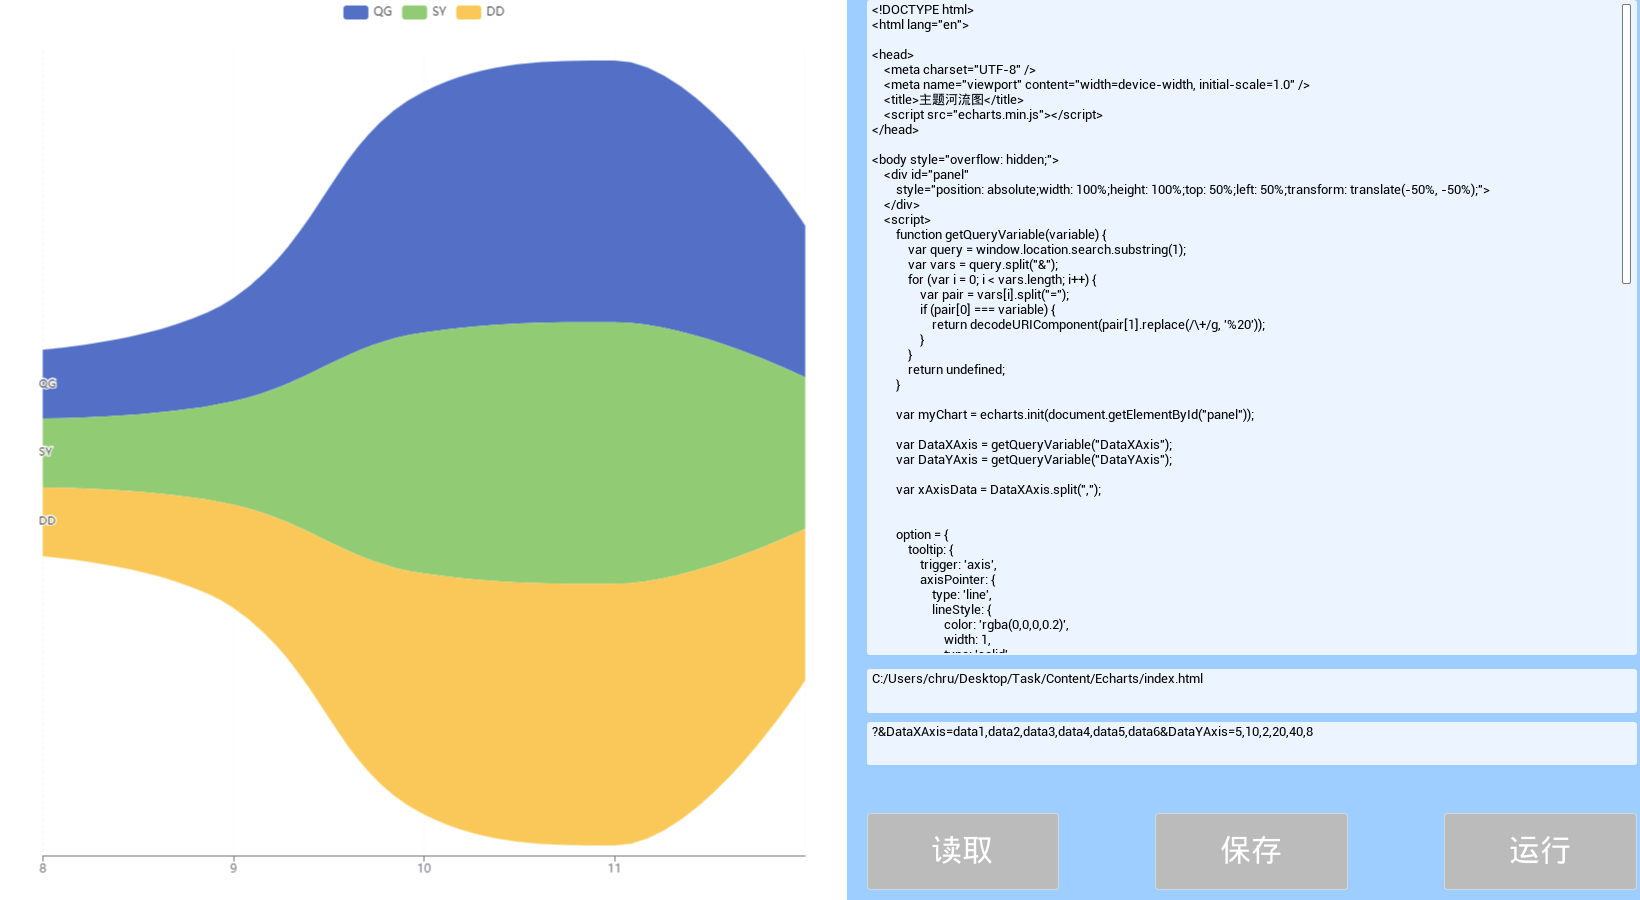 QG SY DD
QG
SY
DD
8 9 10 11
<!DOCTYPE html>
<html lang="en">
<head>
<meta charset="UTF-8" />
<meta name="viewport" content="width=device-width, initial-scale=1.0" />
<title>主题河流图</title>
<script src="echarts.min.js"></script>
</head>
<body style="overflow: hidden;">
<div id="panel"
style="position: absolute;width: 100%;height: 100%;top: 50%;left: 50%;transform: translate(-50%, -50%);">
</div>
<script>
function getQueryVariable(variable) {
var query = window.location.search.substring(1);
var vars = query.split("&");
for (var i = 0; i < vars.length; i++) {
var pair = vars[i].split("=");
if (pair[0] === variable) {
return decodeURIComponent(pair[1].replace(/\+/g, '%20'));
}
}
return undefined;
}
var myChart = echarts.init(document.getElementById("panel"));
var DataXAxis = getQueryVariable("DataXAxis");
var DataYAxis = getQueryVariable("DataYAxis");
var xAxisData = DataXAxis.split(",");
option = {
tooltip: {
trigger: 'axis',
axisPointer: {
type: 'line',
lineStyle: {
color: 'rgba(0,0,0,0.2)',
width: 1,
C:/Users/chru/Desktop/Task/Content/Echarts/index.html
?&DataXAxis=data1,data2,data3,data4,data5,data6&DataYAxis=5,10,2,20,40,8
读取 保存 运行